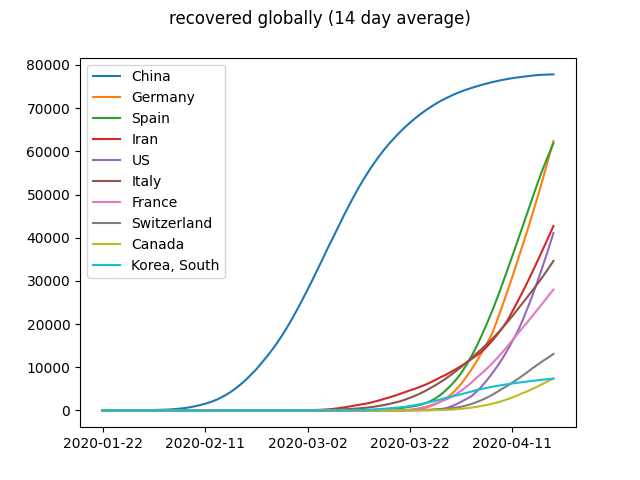 recovered globally (14 day average)
80000
70000
60000
50000
40000
30000
20000
10000
0
China
Germany
Spain
Iran
US
Italy
France
Switzerland
Canada
Korea, South
2020-01-22 2020-02-11 2020-03-02 2020-03-22 2020-04-11